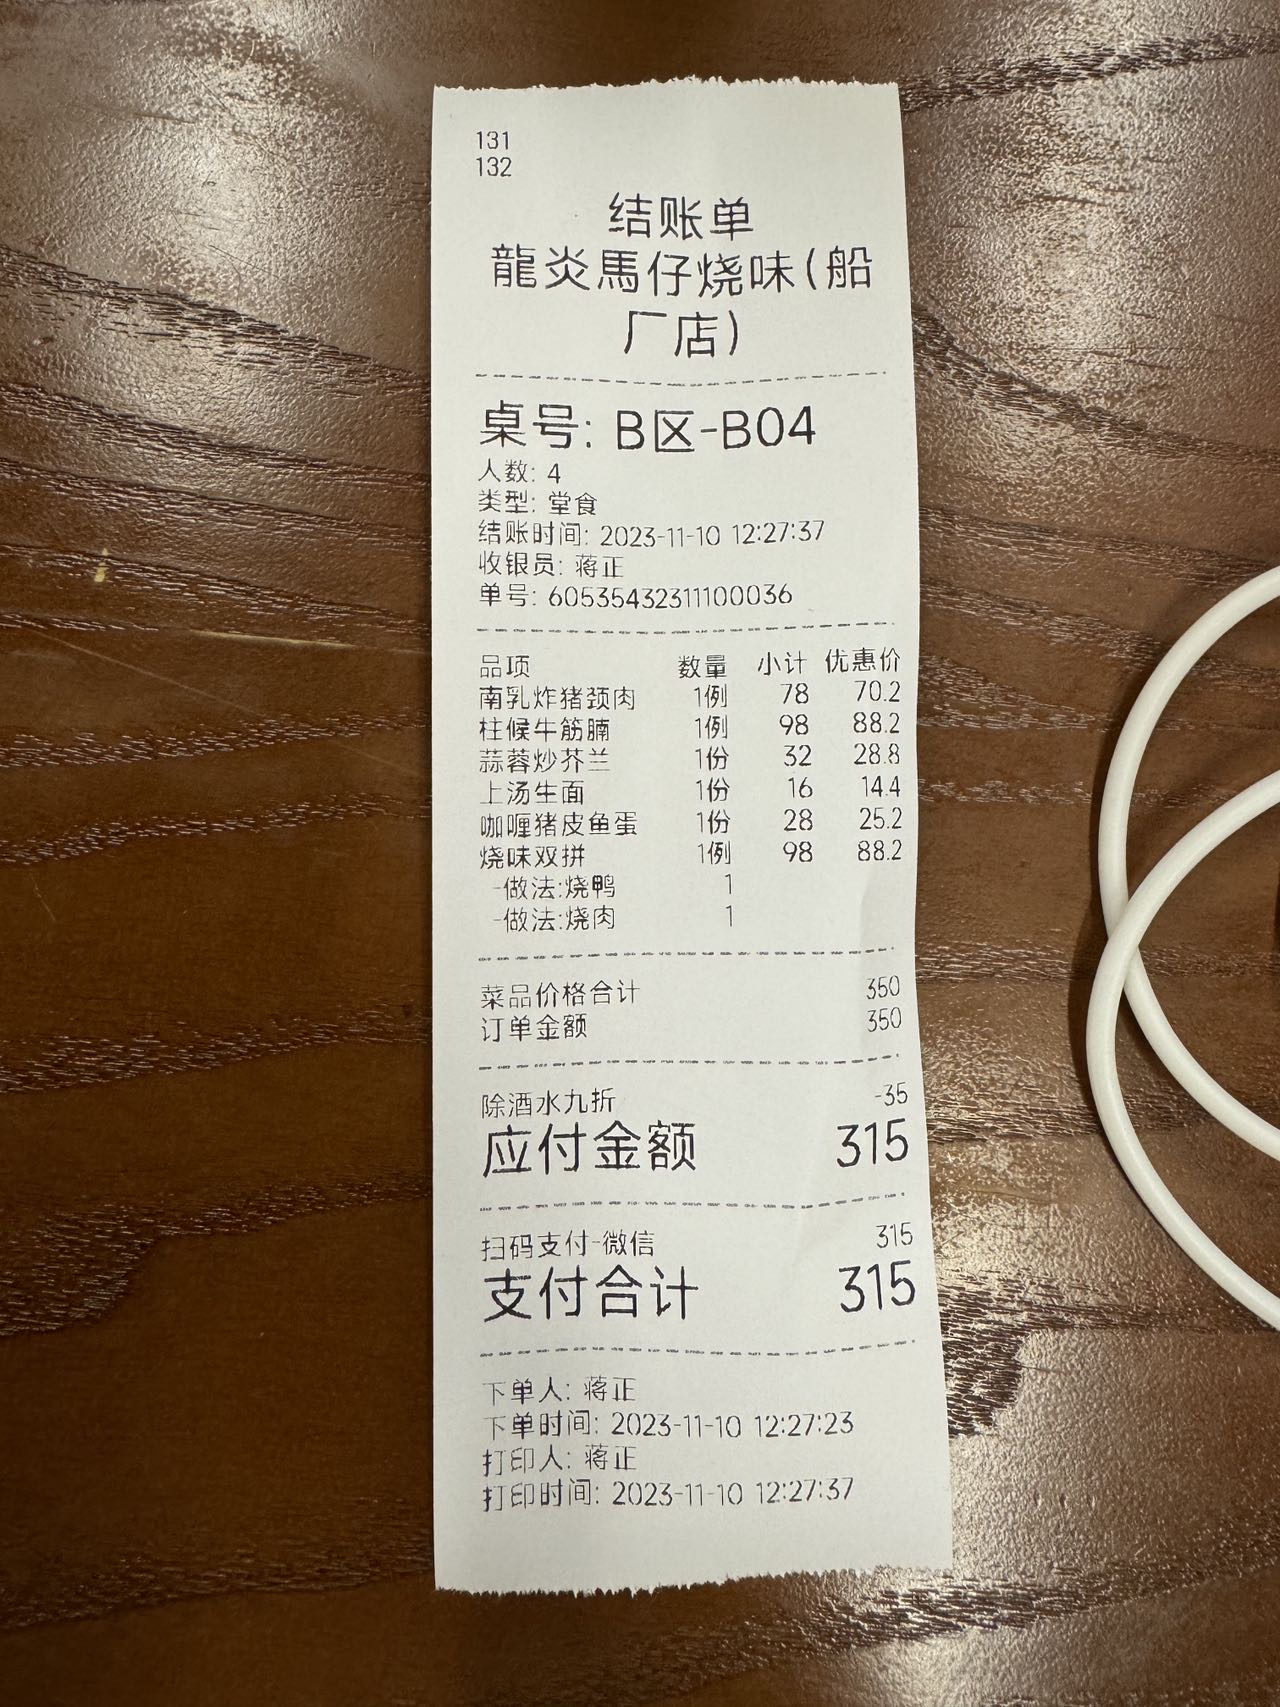 131
132
结账单
龍炎馬仔烧味(船
厂店)
桌号: B区-B04
人数: 4
类型: 堂食
结账时间: 2023-11-10 12:27:37
收银员: 蒋正
单号: 60535432311100036
品项 数量 小计 优惠价
南乳炸猪颈肉 1例 78 70.2
柱候牛筋腩 1例 98 88.2
蒜蓉炒芥兰 1份 32 28.8
上汤生面 1份 16 14.4
咖喱猪皮鱼蛋 1份 28 25.2
烧味双拼 1例 98 88.2
-做法:烧鸭 1
-做法:烧肉 1
菜品价格合计 350
订单金额 350
除酒水九折 -35
应付金额 315
扫码支付-微信 315
支付合计 315
下单人: 蒋正
下单时间: 2023-11-10 12:27:23
打印人: 蒋正
打印时间: 2023-11-10 12:27:37